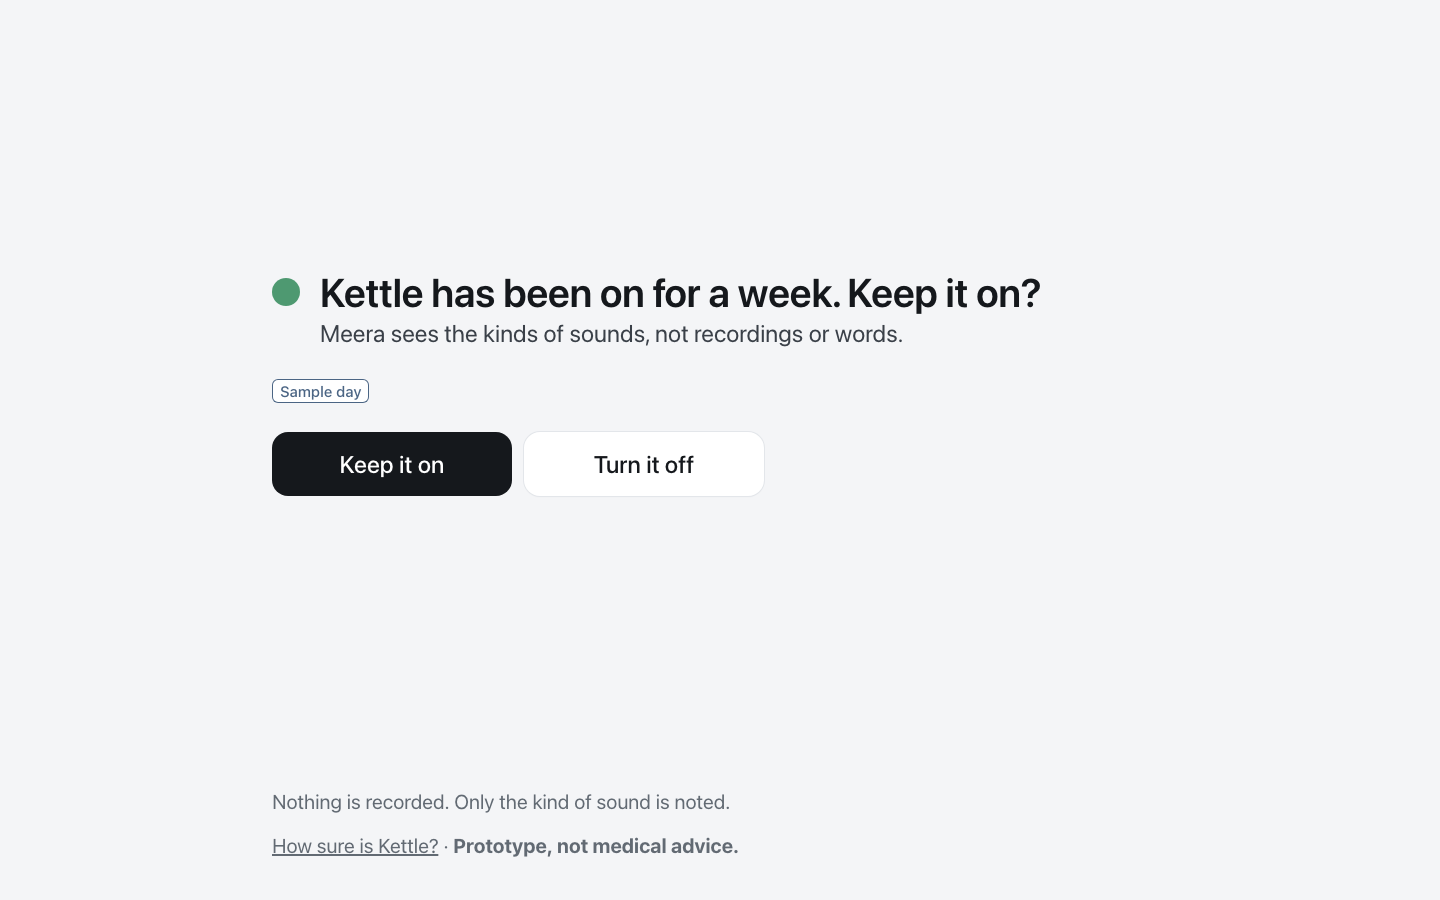 Kettle has been on for a week. Keep it on?
Meera sees the kinds of sounds, not recordings or words.
Sample day
Keep it on
Turn it off
Nothing is recorded. Only the kind of sound is noted.
How sure is Kettle? · Prototype, not medical advice.